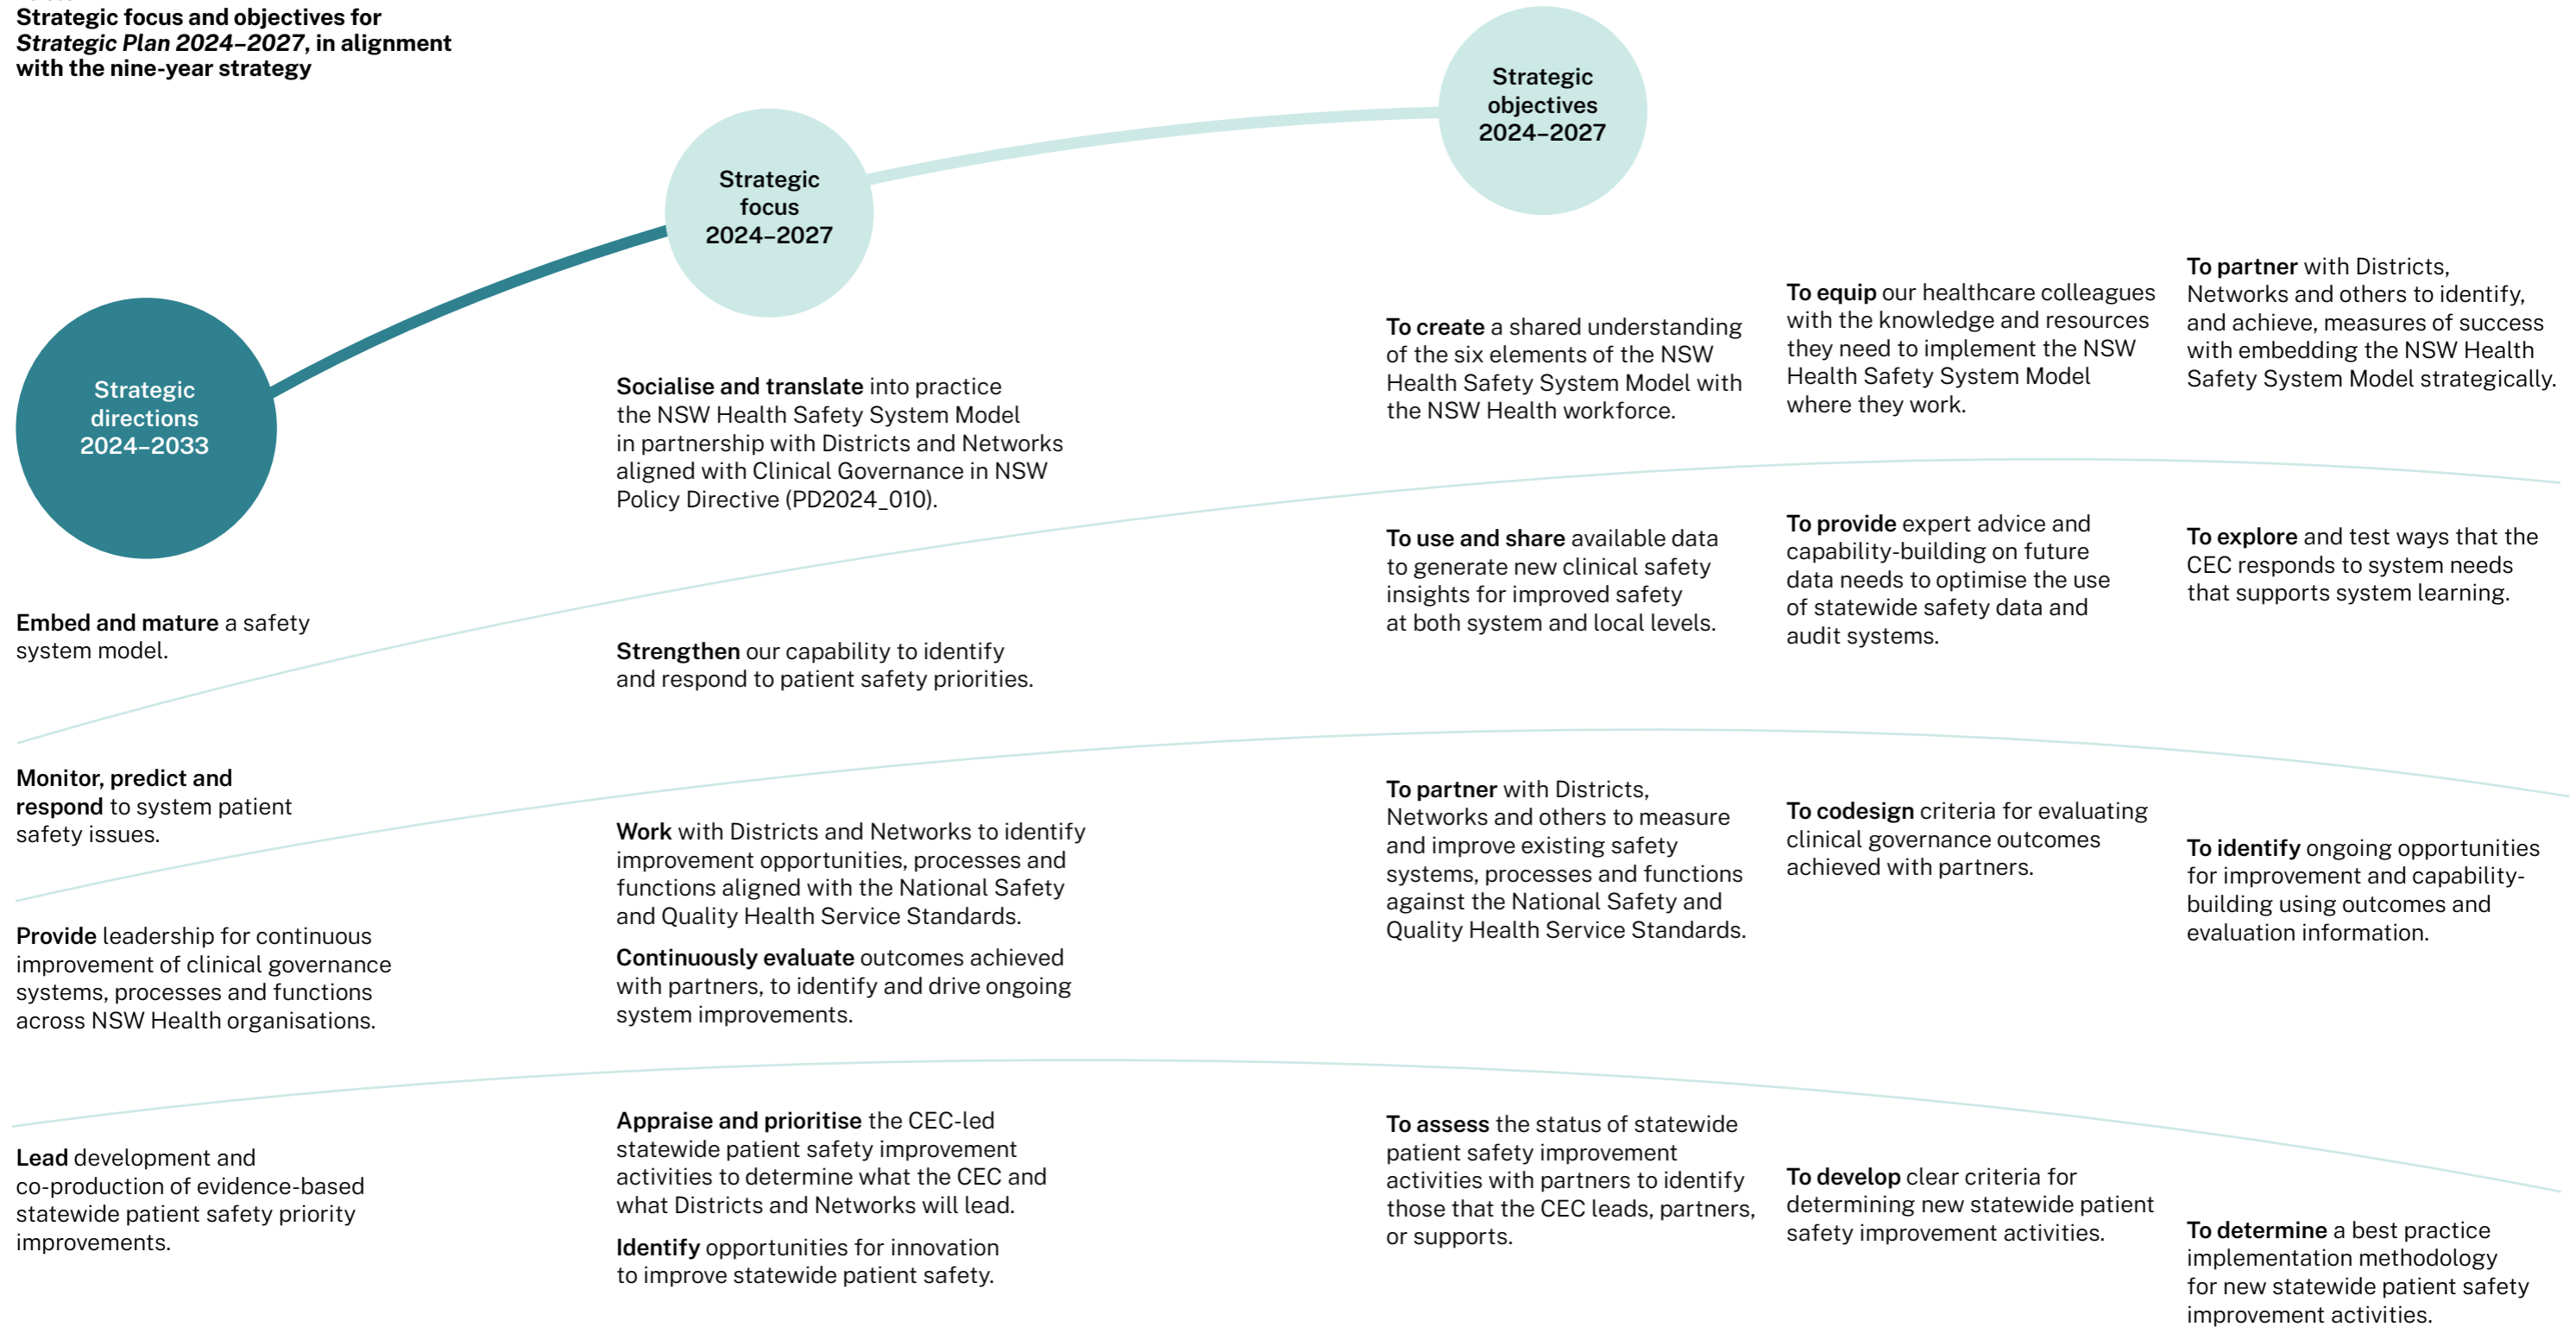 Strategic focus and objectives for
Strategic Plan 2024–2027, in alignment
with the nine-year strategy
Strategic
directions
2024–2033
Strategic
focus
2024–2027
Strategic
objectives
2024–2027
Embed and mature a safety
system model.
Socialise and translate into practice
the NSW Health Safety System Model
in partnership with Districts and Networks
aligned with Clinical Governance in NSW
Policy Directive (PD2024_010).
To create a shared understanding
of the six elements of the NSW
Health Safety System Model with
the NSW Health workforce.
To equip our healthcare colleagues
with the knowledge and resources
they need to implement the NSW
Health Safety System Model
where they work.
To partner with Districts,
Networks and others to identify,
and achieve, measures of success
with embedding the NSW Health
Safety System Model strategically.
Monitor, predict and
respond to system patient
safety issues.
Strengthen our capability to identify
and respond to patient safety priorities.
To use and share available data
to generate new clinical safety
insights for improved safety
at both system and local levels.
To provide expert advice and
capability-building on future
data needs to optimise the use
of statewide safety data and
audit systems.
To explore and test ways that the
CEC responds to system needs
that supports system learning.
Provide leadership for continuous
improvement of clinical governance
systems, processes and functions
across NSW Health organisations.
Work with Districts and Networks to identify
improvement opportunities, processes and
functions aligned with the National Safety
and Quality Health Service Standards.
Continuously evaluate outcomes achieved
with partners, to identify and drive ongoing
system improvements.
To partner with Districts,
Networks and others to measure
and improve existing safety
systems, processes and functions
against the National Safety and
Quality Health Service Standards.
To codesign criteria for evaluating
clinical governance outcomes
achieved with partners.
To identify ongoing opportunities
for improvement and capability-
building using outcomes and
evaluation information.
Lead development and
co-production of evidence-based
statewide patient safety priority
improvements.
Appraise and prioritise the CEC-led
statewide patient safety improvement
activities to determine what the CEC and
what Districts and Networks will lead.
Identify opportunities for innovation
to improve statewide patient safety.
To assess the status of statewide
patient safety improvement
activities with partners to identify
those that the CEC leads, partners,
or supports.
To develop clear criteria for
determining new statewide patient
safety improvement activities.
To determine a best practice
implementation methodology
for new statewide patient safety
improvement activities.